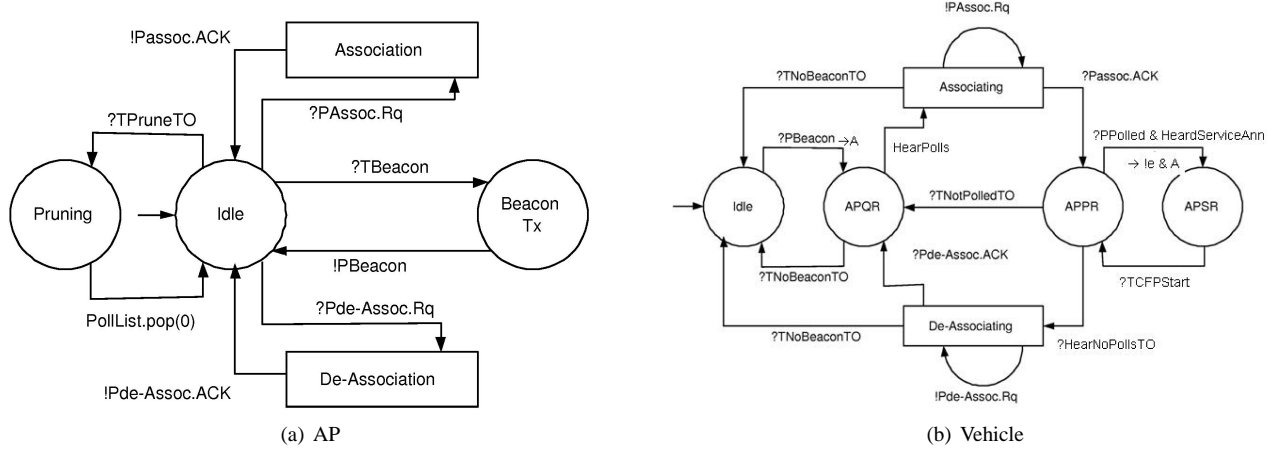 !Passoc.ACK
Association
?PAssoc.Rq
?TPruneTO
?TBeacon
Pruning
Idle
Beacon
Tx
!PBeacon
?Pde-Assoc.Rq
PollList.pop(0)
!Pde-Assoc.ACK
De-Association
(a) AP
!PAssoc.Rq
?TNoBeaconTO
Associating
?Passoc.ACK
?PBeacon →A
HearPolls
?PPolled & HeardServiceAnn
→ !e & A
Idle
APQR
?TNotPolledTO
APPR
APSR
?Pde-Assoc.ACK
?TNoBeaconTO
?TCFPStart
De-Associating
?TNoBeaconTO
?HearNoPollsTO
!Pde-Assoc.Rq
(b) Vehicle